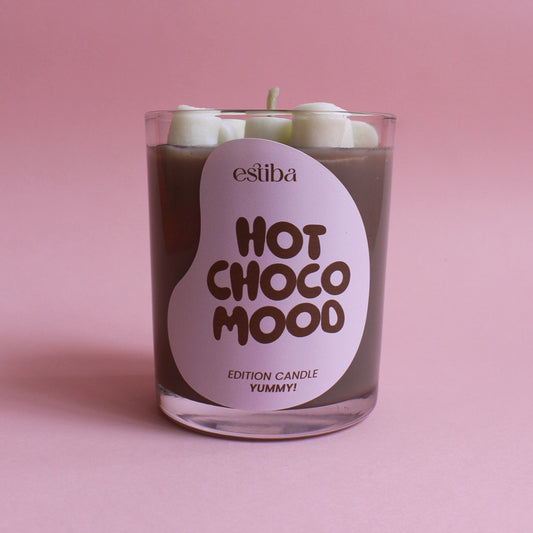 estiba
HOT
CHOCO
MOOD
EDITION CANDLE
YUMMY!